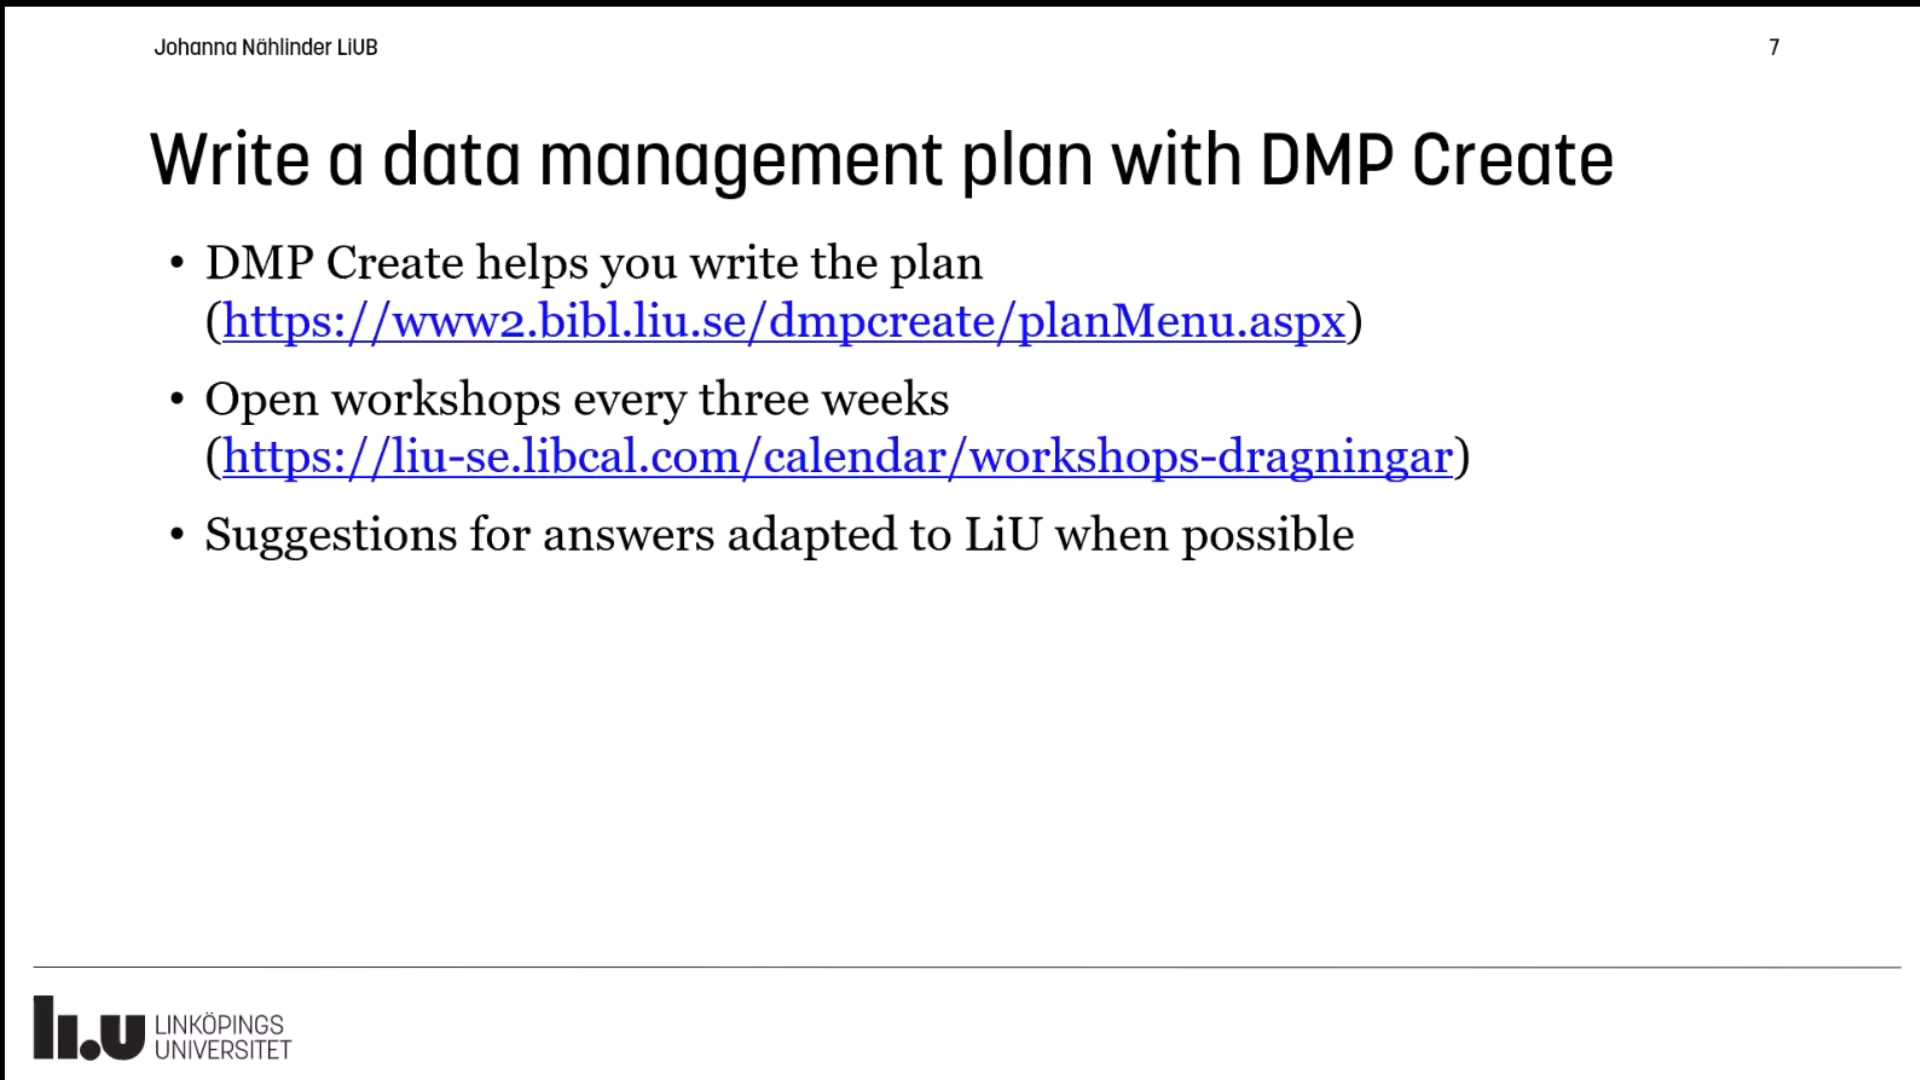 Johanna Nählinder LiUB
7
Write a data management plan with DMP Create
• DMP Create helps you write the plan
(https://www2.bibl.liu.se/dmpcreate/planMenu.aspx)
• Open workshops every three weeks
(https://liu-se.libcal.com/calendar/workshops-dragningar)
• Suggestions for answers adapted to LiU when possible
li.u LINKÖPINGS
UNIVERSITET